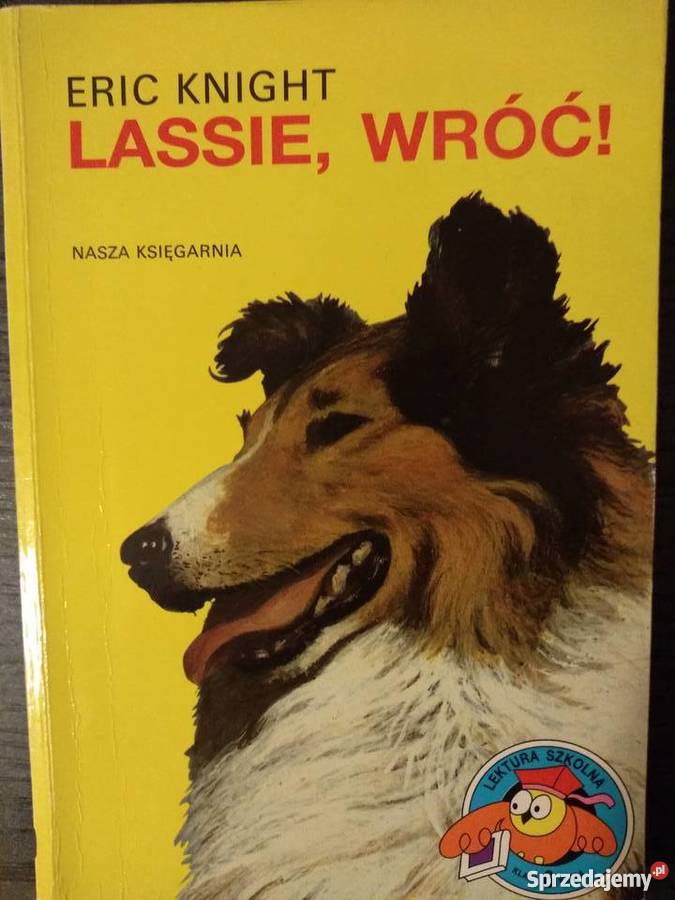 ERIC KNIGHT
LASSIE, WRÓĆ!
NASZA KSIĘGARNIA
LEKTURA SZKOLNA
Sprzedajemy.pl